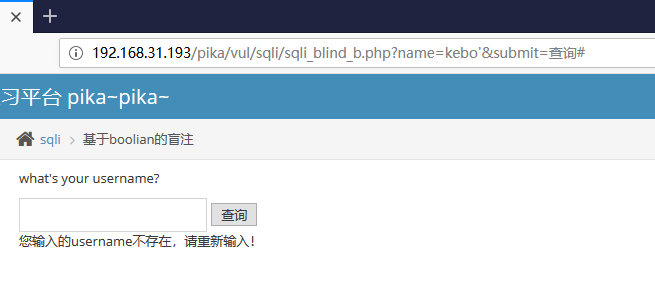 192.168.31.193/pika/vul/sqli/sqli_blind_b.php?name=kebo'&submit=查询#
习平台 pika~pika~
sqli > 基于boolian的盲注
what's your username?
查询
您输入的username不存在，请重新输入！